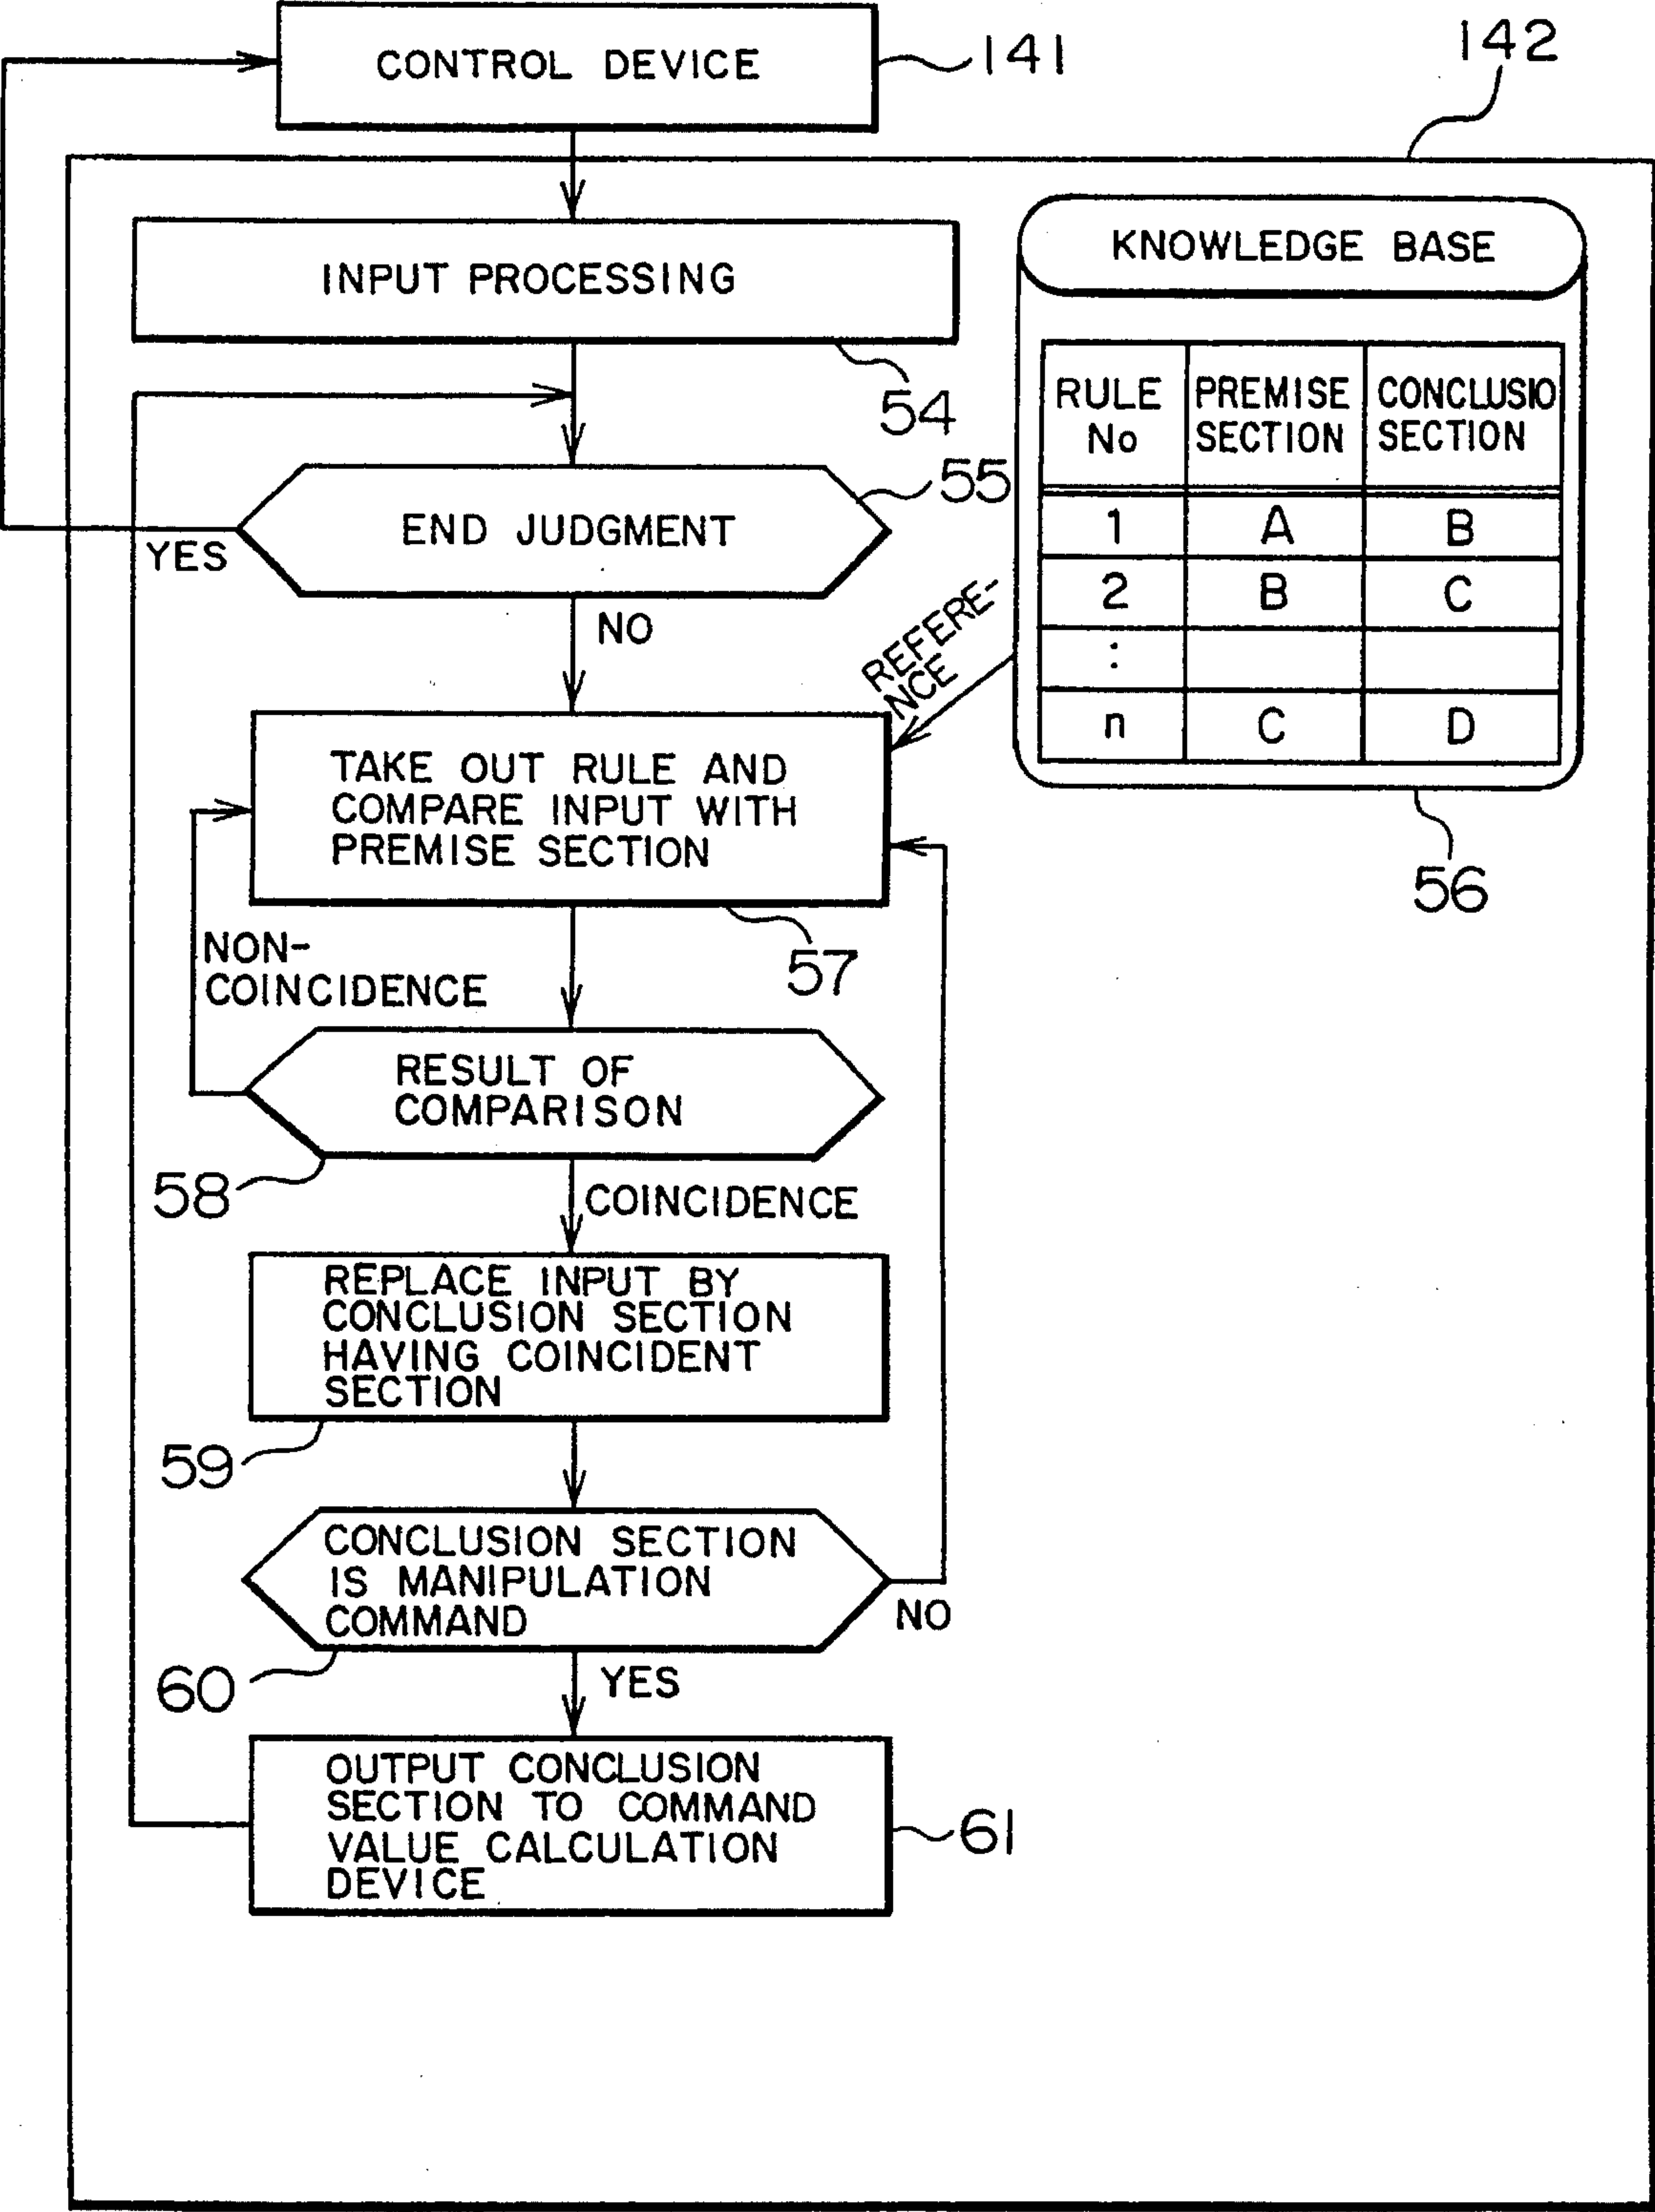 CONTROL DEVICE
141
142
INPUT PROCESSING
54
KNOWLEDGE BASE
RULE No
PREMISE SECTION
CONCLUSIO SECTION
1 A B
2 B C
:
n C D
56
END JUDGMENT
55
YES
NO
REFERE-
NCE
TAKE OUT RULE AND
COMPARE INPUT WITH
PREMISE SECTION
57
NON-
COINCIDENCE
RESULT OF
COMPARISON
58
COINCIDENCE
REPLACE INPUT BY
CONCLUSION SECTION
HAVING COINCIDENT
SECTION
59
CONCLUSION SECTION
IS MANIPULATION
COMMAND
NO
60
YES
OUTPUT CONCLUSION
SECTION TO COMMAND
VALUE CALCULATION
DEVICE
61